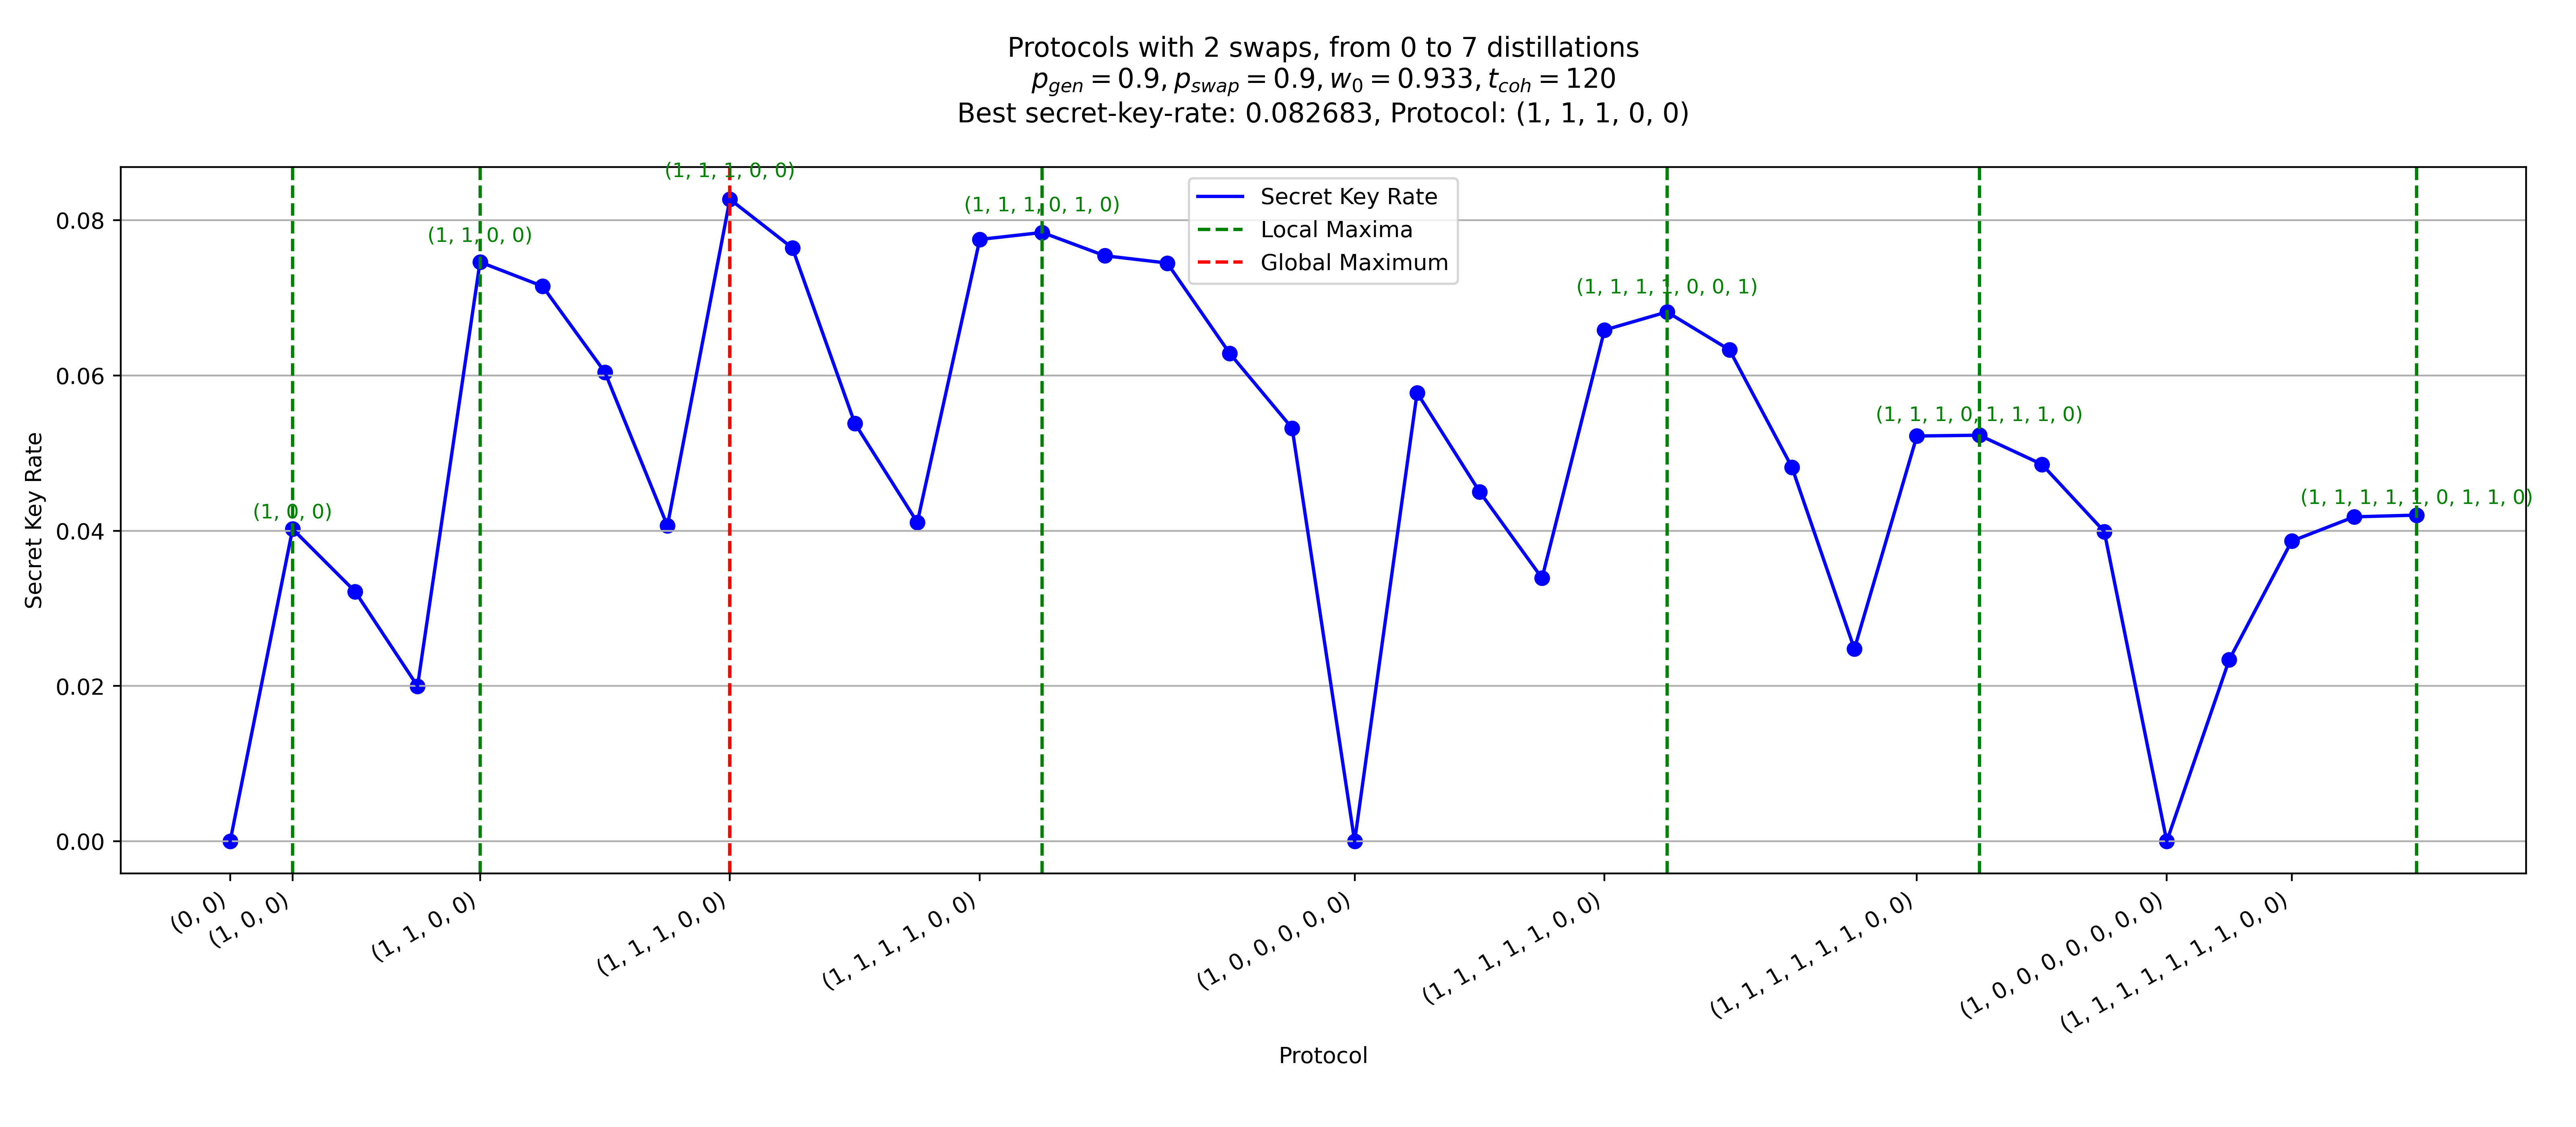 Protocols with 2 swaps, from 0 to 7 distillations
p_gen = 0.9, p_swap = 0.9, w_0 = 0.933, t_coh = 120
Best secret-key-rate: 0.082683, Protocol: (1, 1, 1, 0, 0)
(1, 1, 1, 0, 0)
Secret Key Rate
Local Maxima
Global Maximum
(1, 1, 1, 0, 1, 0)
(1, 1, 0, 0)
(1, 1, 1, 1, 0, 0, 1)
(1, 1, 1, 0, 1, 1, 1, 0)
(1, 1, 1, 1, 1, 0, 1, 1, 0)
(1, 0, 0)
0.08
0.06
0.04
0.02
0.00
Secret Key Rate
(0, 0)
(1, 0, 0)
(1, 1, 0, 0)
(1, 1, 1, 0, 0)
(1, 1, 1, 1, 0, 0)
(1, 0, 0, 0, 0, 0)
(1, 1, 1, 1, 1, 0, 0)
(1, 1, 1, 1, 1, 1, 0, 0)
(1, 0, 0, 0, 0, 0, 0, 0)
(1, 1, 1, 1, 1, 1, 1, 0, 0)
Protocol